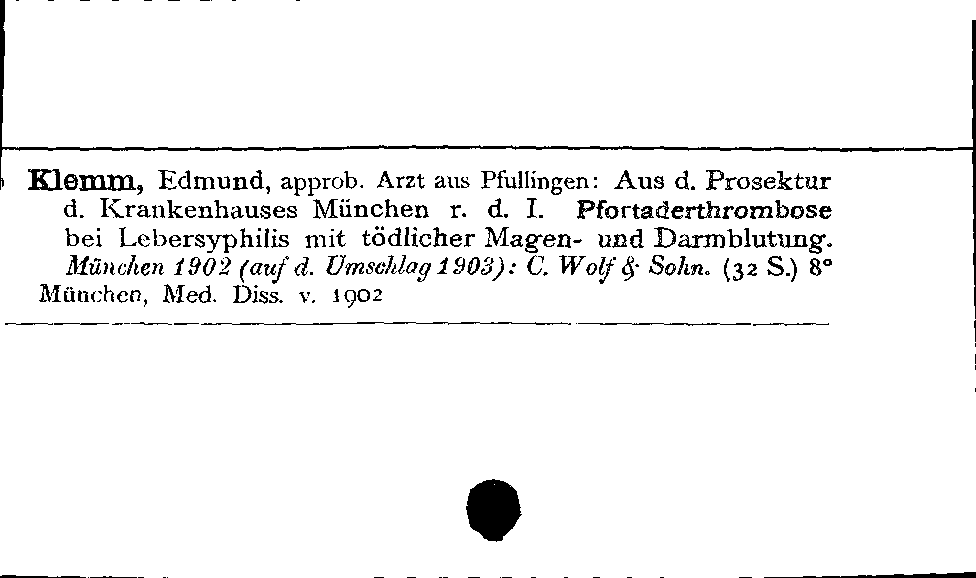 Klemm, Edmund, approb. Arzt aus Pfullingen: Aus d. Prosektur
d. Krankenhauses München r. d. I. Pfortaderthrombose
bei Lebersyphilis mit tödlicher Magen- und Darmblutung.
München 1902 (auf d. Umschlag 1903): C. Wolf & Sohn. (32 S.) 8°
München, Med. Diss. v. 1902